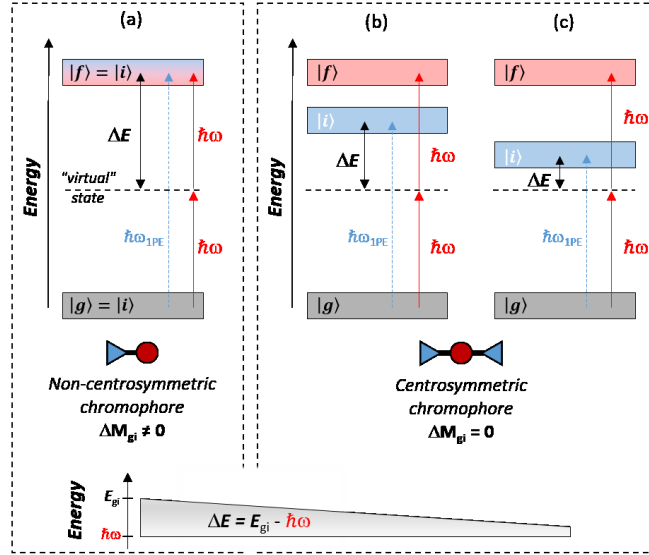 (a)
(b)
(c)
Energy
|f⟩ = |i⟩
ΔE
ħω
"virtual"
state
ħω1PE
ħω
|g⟩ = |i⟩
Non-centrosymmetric
chromophore
ΔMgi ≠ 0
Energy
|f⟩
|i⟩
ΔE
ħω
ħω1PE
ħω
|g⟩
|f⟩
|i⟩
ħω
ΔE
ħω1PE
ħω
|g⟩
Centrosymmetric
chromophore
ΔMgi = 0
Energy
Egi
ħω
ΔE = Egi - ħω